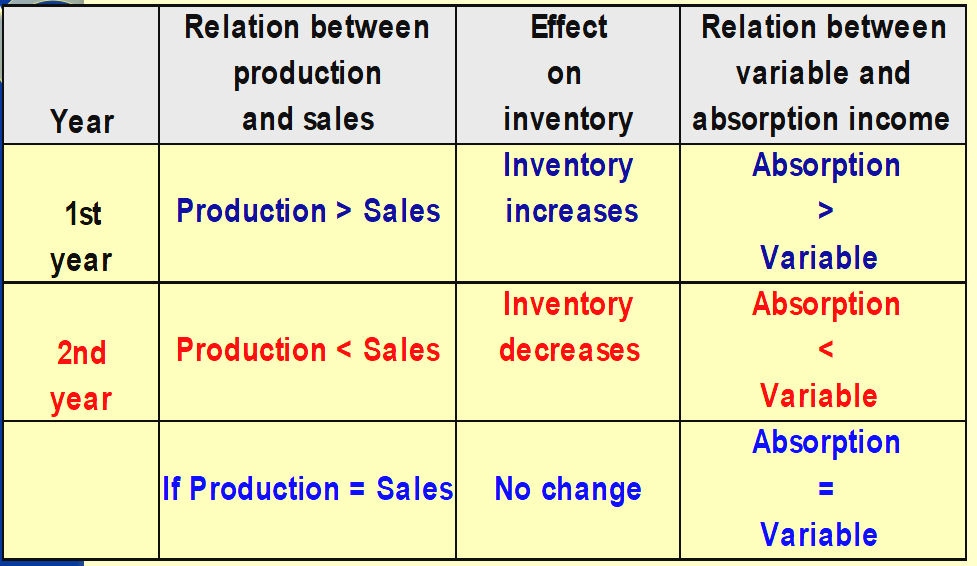 Year
Relation between
production
and sales
Effect
on
inventory
Relation between
variable and
absorption income
1st
year
Production > Sales
Inventory
increases
Absorption
>
Variable
2nd
year
Production < Sales
Inventory
decreases
Absorption
<
Variable
If Production = Sales
No change
Absorption
=
Variable